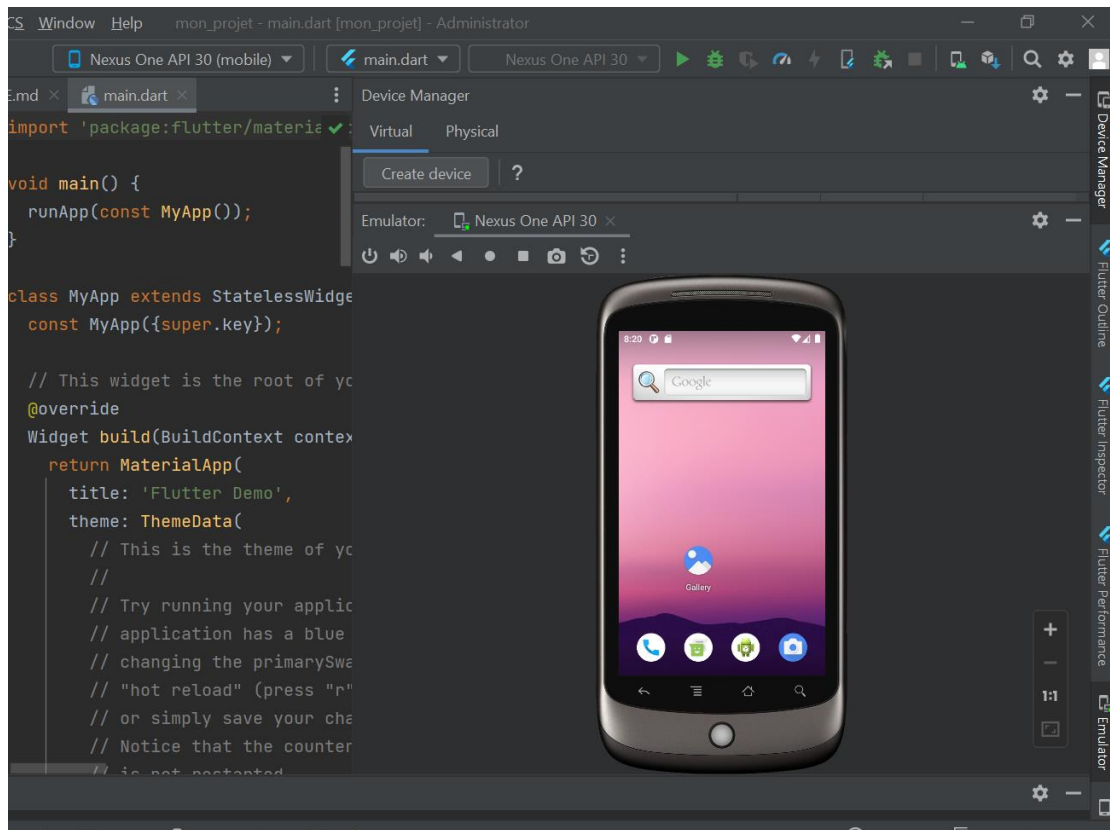 CS Window Help mon_projet - main.dart [mon_projet] - Administrator
Nexus One API 30 (mobile) main.dart Nexus One API 30
E.md main.dart
Device Manager
import 'package:flutter/materia
Virtual Physical
Create device ?
void main() {
runApp(const MyApp());
}
Emulator: Nexus One API 30
class MyApp extends StatelessWidge
const MyApp({super.key});
// This widget is the root of yo
@override
Widget build(BuildContext contex
return MaterialApp(
title: 'Flutter Demo',
theme: ThemeData(
// This is the theme of yo
//
// Try running your applic
// application has a blue
// changing the primarySwa
// "hot reload" (press "r"
// or simply save your cha
// Notice that the counter
// is not restarted
8:20
Google
Gallery
1:1
Device Manager
Flutter Outline
Flutter Inspector
Flutter Performance
Emulator